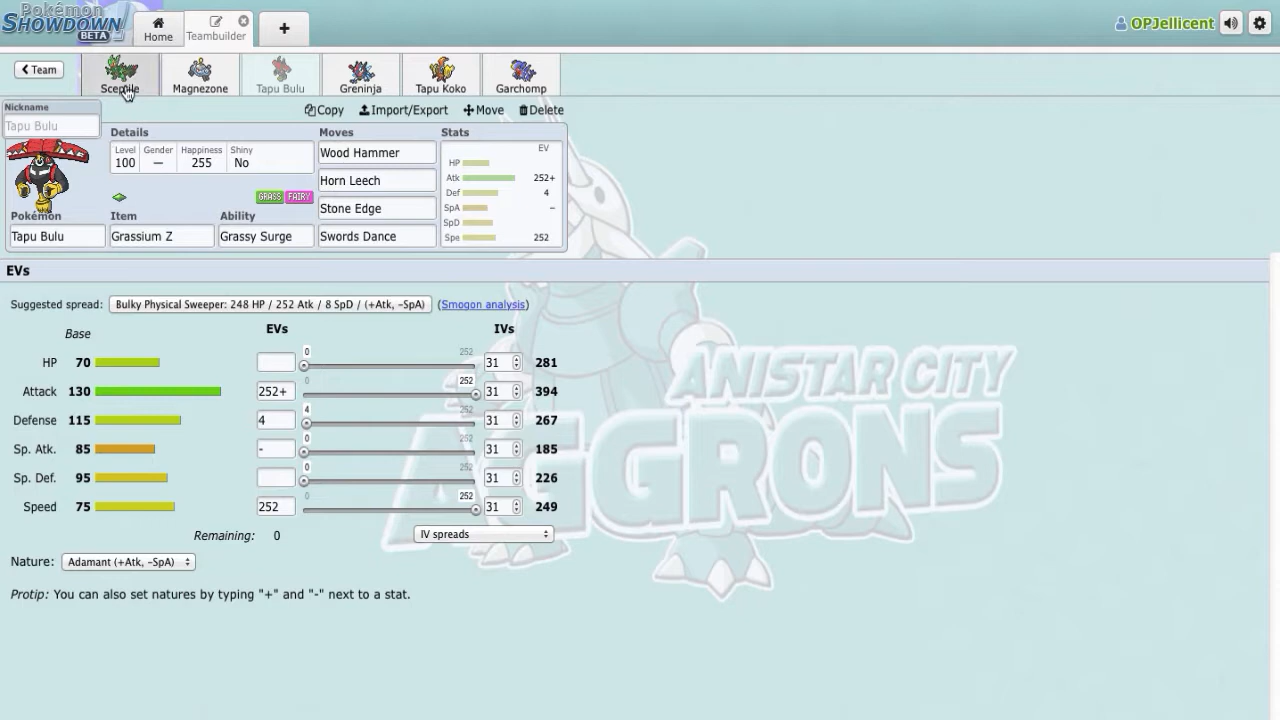 Pokémon
SHOWDOWN!
BETA
Home
Teambuilder
+
OPJellicent
Team
Sceptile
Magnezone
Tapu Bulu
Greninja
Tapu Koko
Garchomp
Copy
Import/Export
Move
Delete
Nickname
Tapu Bulu
Details
Level
Gender
Happiness
Shiny
100
—
255
No
GRASS
FAIRY
Pokémon
Item
Ability
Tapu Bulu
Grassium Z
Grassy Surge
Moves
Wood Hammer
Horn Leech
Stone Edge
Swords Dance
Stats
EV
HP
Atk 252+
Def 4
SpA –
SpD
Spe 252
EVs
Suggested spread: Bulky Physical Sweeper: 248 HP / 252 Atk / 8 SpD / (+Atk, −SpA) (Smogon analysis)
Base EVs IVs
HP 70 0 252 31 281
Attack 130 252+ 0 252 31 394
Defense 115 4 4 252 31 267
Sp. Atk. 85 - 0 252 31 185
Sp. Def. 95 0 252 31 226
Speed 75 252 0 252 31 249
Remaining: 0 IV spreads
Nature: Adamant (+Atk, −SpA)
Protip: You can also set natures by typing "+" and "-" next to a stat.
ANISTAR CITY
AGGRONS